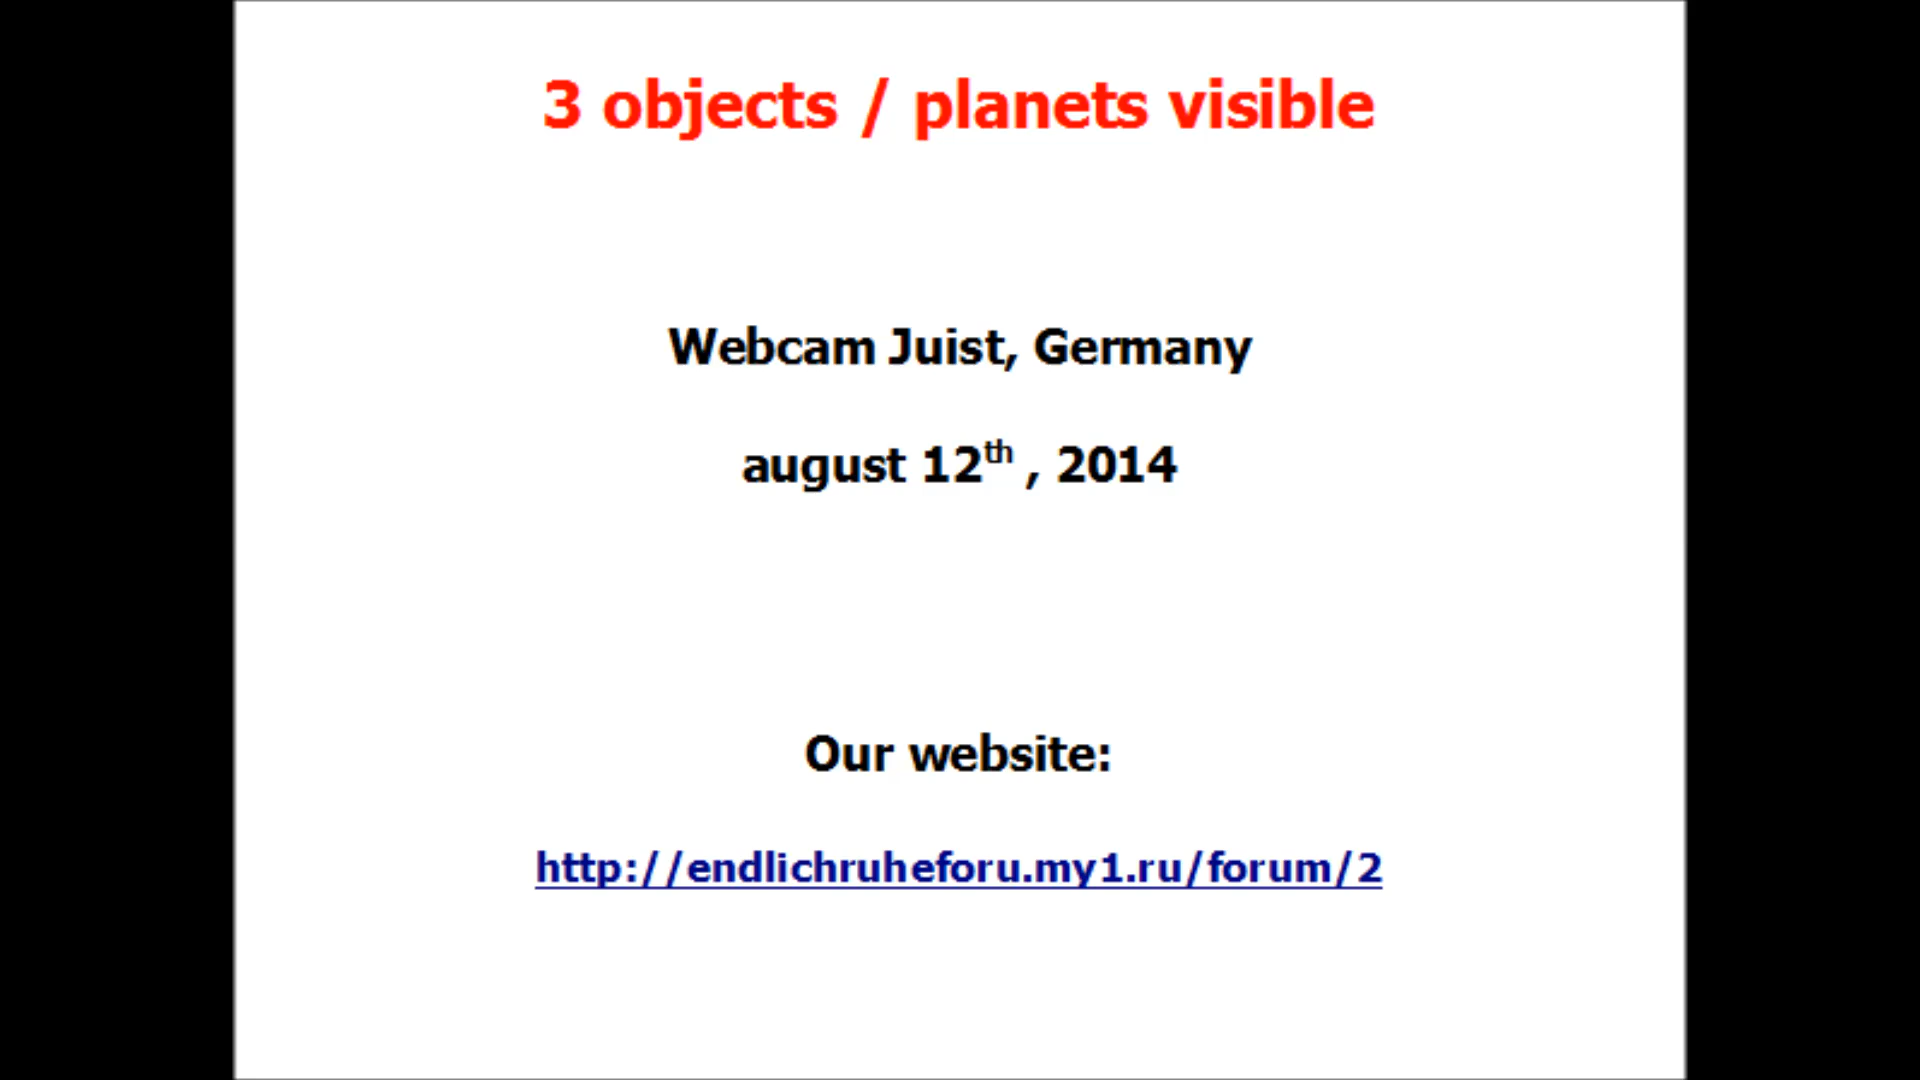 3 objects / planets visible
Webcam Juist, Germany
august 12th , 2014
Our website:
http://endlichruheforu.my1.ru/forum/2